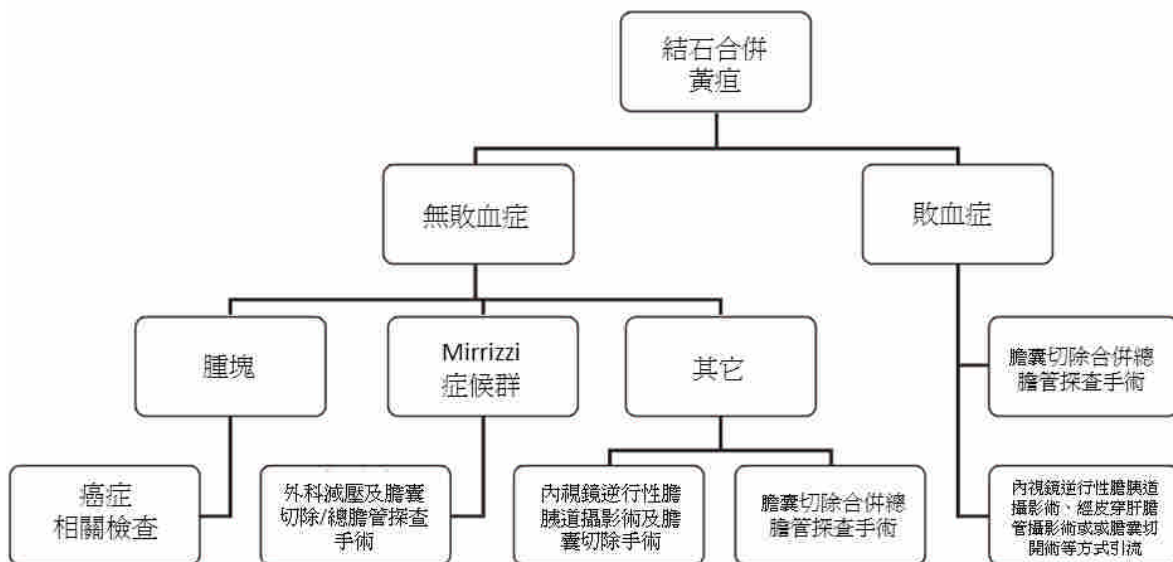 結石合併
黃疸
無敗血症
敗血症
腫塊
Mirrizzi
症候群
其它
膽囊切除合併總
膽管探查手術
癌症
相關檢查
外科減壓及膽囊
切除/總膽管探查
手術
內視鏡逆行性膽
胰道攝影術及膽
囊切除手術
膽囊切除合併總
膽管探查手術
內視鏡逆行性膽胰道
攝影術、經皮穿肝膽
管攝影術或或膽囊切
開術等方式引流